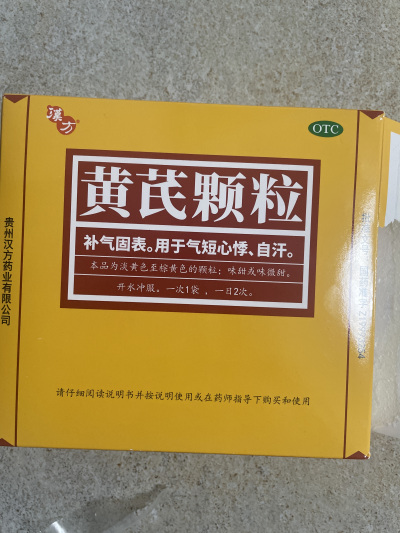 漢方
OTC
黄芪颗粒
补气固表。用于气短心悸、自汗。
本品为淡黄色至棕黄色的颗粒；味甜或味微甜。
开水冲服，一次1袋，一日2次。
请仔细阅读说明书并按说明使用或在药师指导下购买和使用
贵州汉方药业有限公司